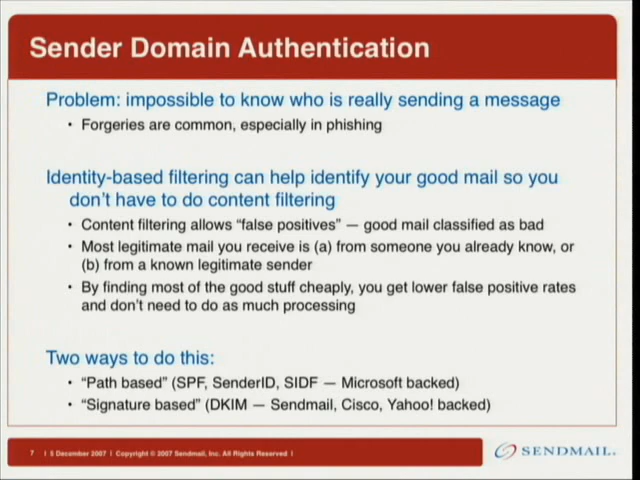 Sender Domain Authentication
Problem: impossible to know who is really sending a message
• Forgeries are common, especially in phishing
Identity-based filtering can help identify your good mail so you
don't have to do content filtering
• Content filtering allows “false positives” — good mail classified as bad
• Most legitimate mail you receive is (a) from someone you already know, or
(b) from a known legitimate sender
• By finding most of the good stuff cheaply, you get lower false positive rates
and don't need to do as much processing
Two ways to do this:
• “Path based” (SPF, SenderID, SIDF — Microsoft backed)
• “Signature based” (DKIM — Sendmail, Cisco, Yahoo! backed)
7 | 5 December 2007 | Copyright © 2007 Sendmail, Inc. All Rights Reserved |
SENDMAIL.